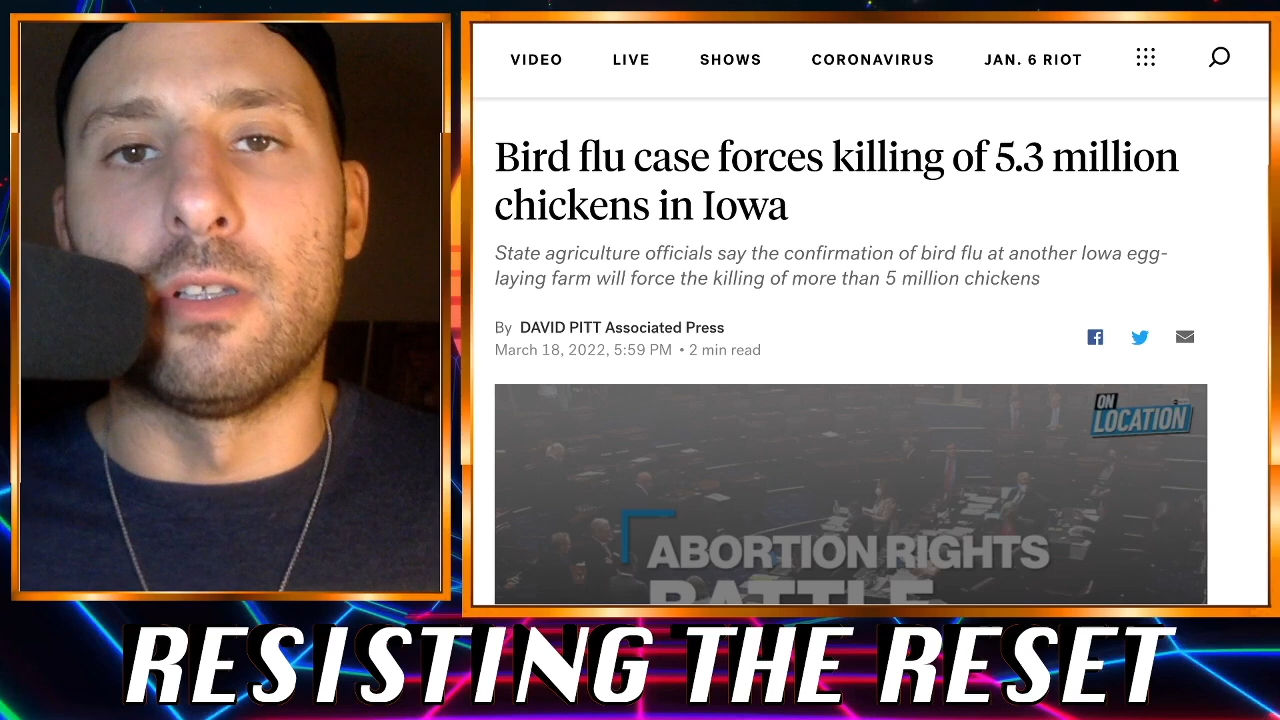 VIDEO LIVE SHOWS CORONAVIRUS JAN. 6 RIOT
Bird flu case forces killing of 5.3 million
chickens in Iowa
State agriculture officials say the confirmation of bird flu at another Iowa egg-
laying farm will force the killing of more than 5 million chickens
By DAVID PITT Associated Press
March 18, 2022, 5:59 PM • 2 min read
ON
LOCATION
ABORTION RIGHTS
BATTLE
RESISTING THE RESET